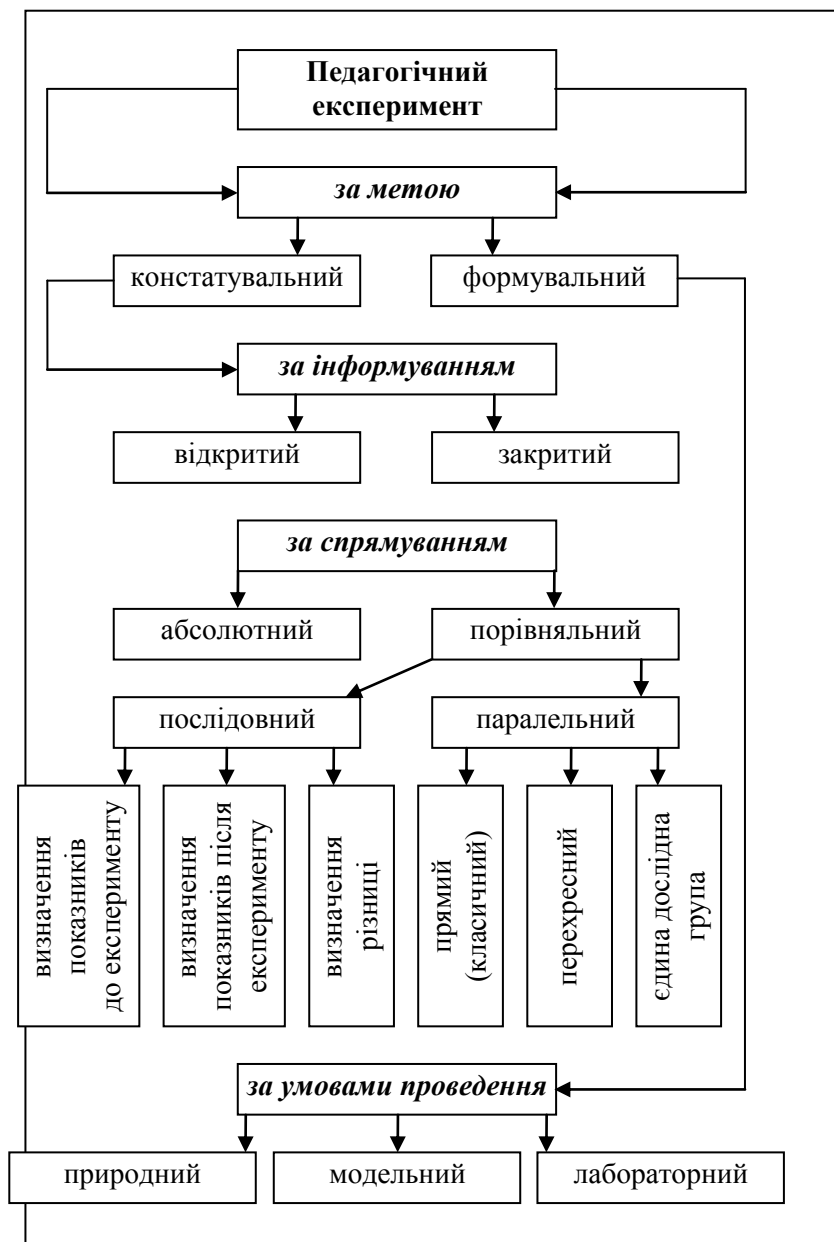 Педагогічний
експеримент
за метою
констатувальний
формувальний
за інформуванням
відкритий
закритий
за спрямуванням
абсолютний
порівняльний
послідовний
паралельний
визначення
показників
до експерименту
визначення
показників після
експерименту
визначення
різниці
прямий
(класичний)
перехресний
єдина дослідна
група
за умовами проведення
природний
модельний
лабораторний